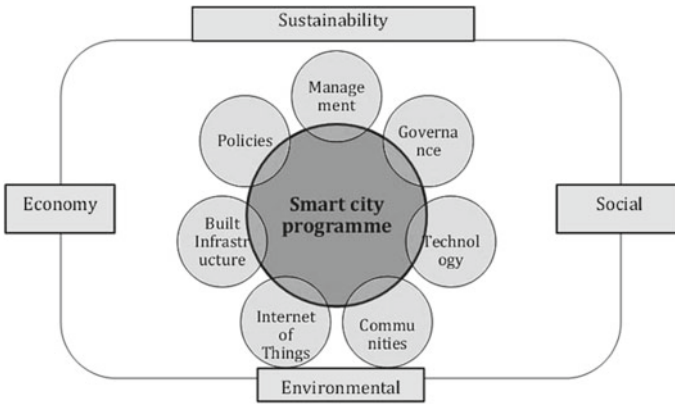 Sustainability
Manage
ment
Policies
Governa
nce
Economy
Smart city
programme
Social
Built
Infrastr
ucture
Technol
ogy
Internet
of
Things
Commu
nities
Environmental